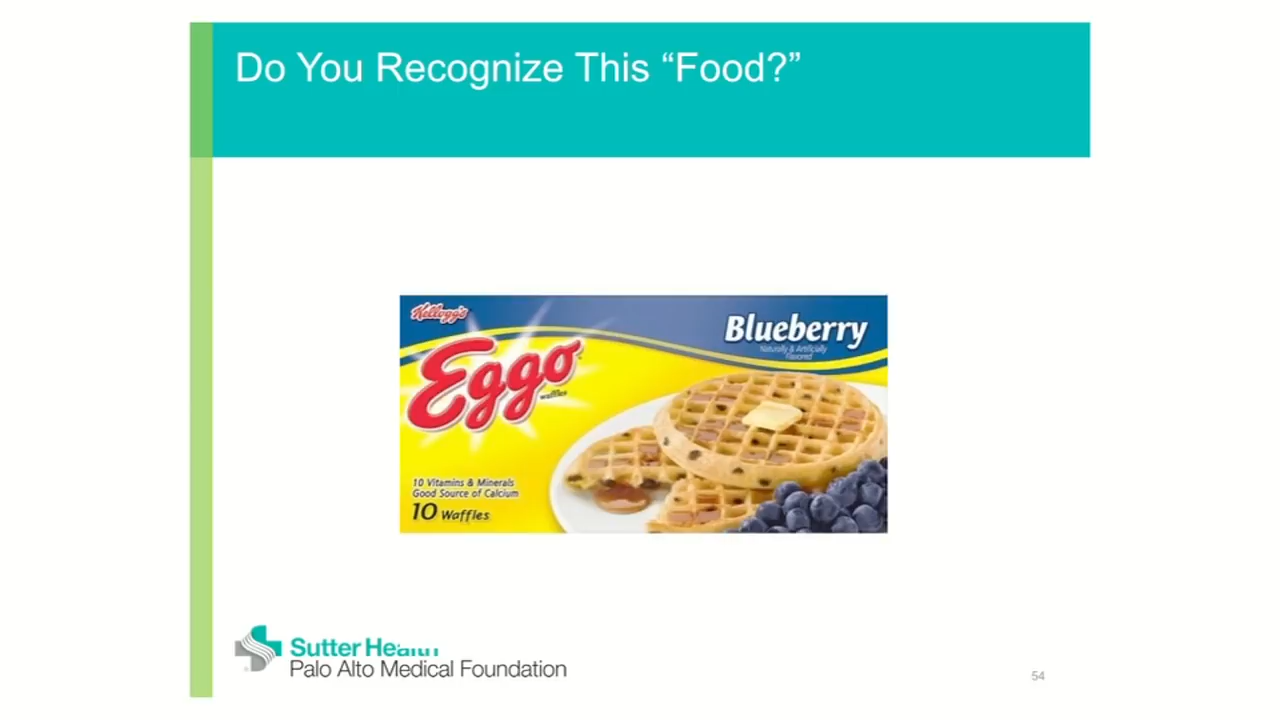 Do You Recognize This “Food?”
Kellogg's
Eggo
waffles
Blueberry
Naturally & Artificially
Flavored
10 Vitamins & Minerals
Good Source of Calcium
10 Waffles
Sutter Health
Palo Alto Medical Foundation
54